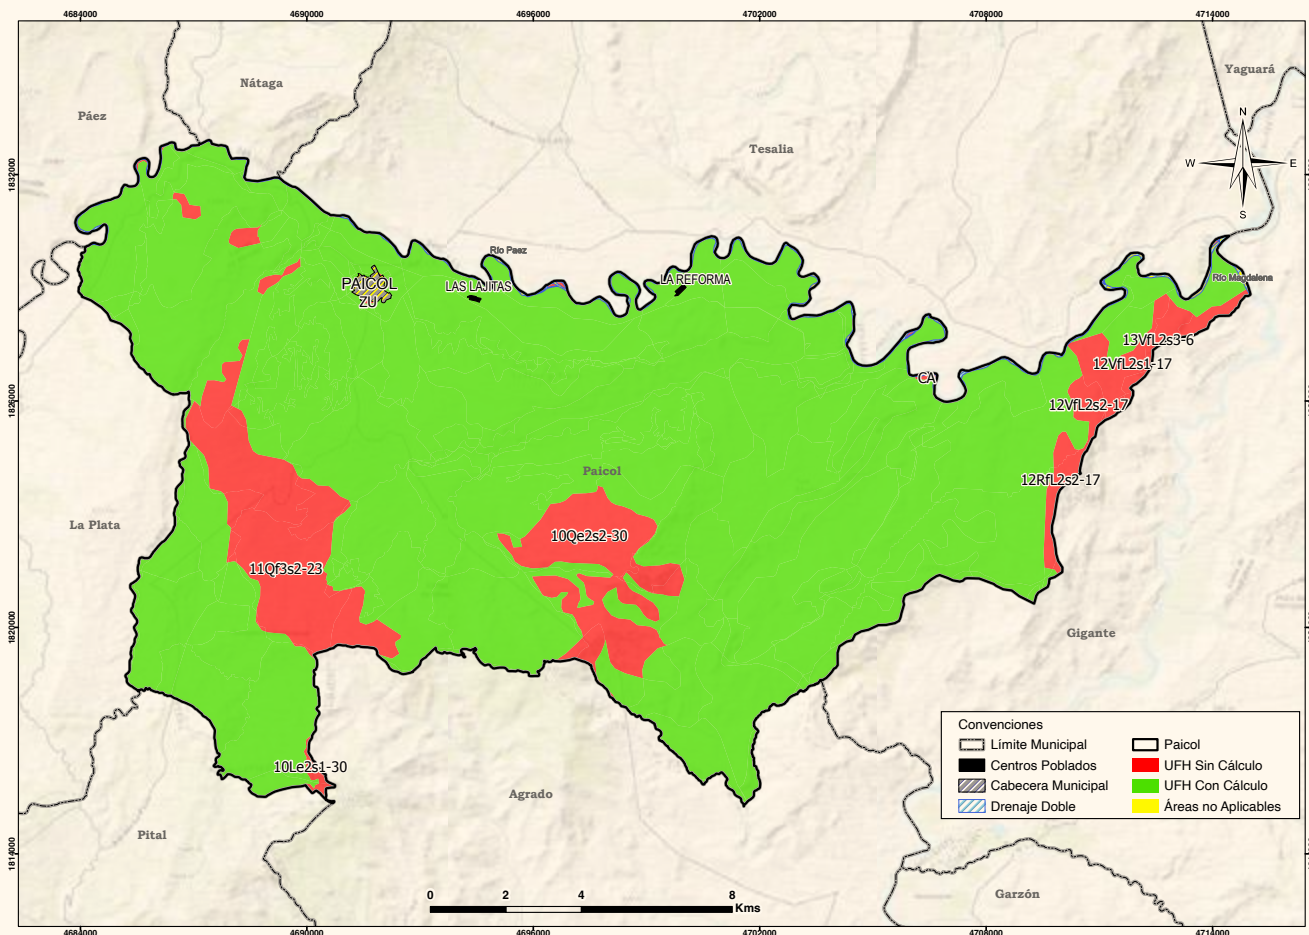 4684000
4690000
4696000
4702000
4708000
4714000
Yaguará
Nátaga
Páez
Tesalia
N
W
E
S
1832000
Río Paez
Río Magdalena
PAICOL
ZU
LAS LAJITAS
LA REFORMA
13VfL2s3-6
12VfL2s1-17
CA
1826000
12VfL2s2-17
Paicol
12RfL2s2-17
La Plata
10Qe2s2-30
11Qf3s2-23
1820000
Gigante
10Le2s1-30
Agrado
Pital
Garzón
1814000
Convenciones
Límite Municipal
Centros Poblados
Cabecera Municipal
Drenaje Doble
Paicol
UFH Sin Cálculo
UFH Con Cálculo
Áreas no Aplicables
0
2
4
8
Kms
4684000
4690000
4696000
4702000
4708000
4714000